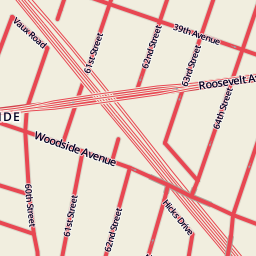 39th Avenue
Vaux Road
61st Street
62nd Street
63rd Street
Roosevelt Av
64th Street
IDE
Woodside Avenue
60th Street
61st Street
62nd Street
Hicks Drive